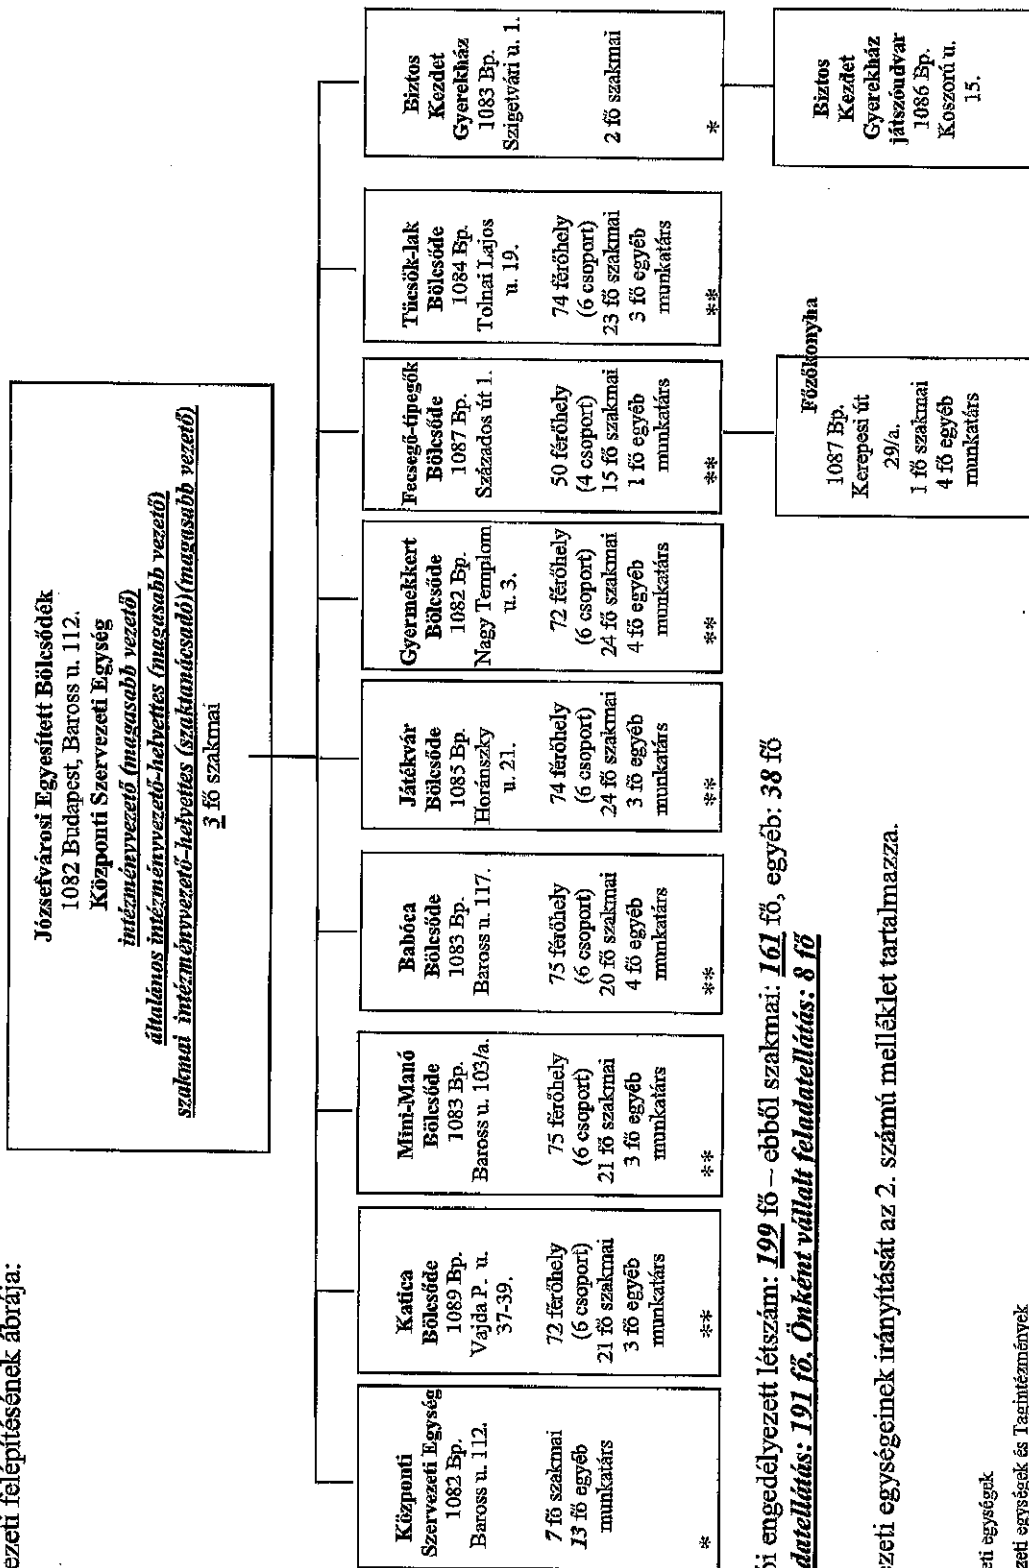 ezeti felépítésének ábrája:
Józsefvárosi Egyesített Bölcsődék
1082 Budapest, Baross u. 112.
Központi Szervezeti Egység
intézményvezető (magasabb vezető)
általános intézményvezető-helyettes (magasabb vezető)
szakmai intézményvezető-helyettes (szaktanácsadó)(magasabb vezető)
3 fő szakmai
Központi
Szervezeti Egység
1082 Bp.
Baross u. 112.
7 fő szakmai
13 fő egyéb
munkatárs
*
Katica
Bölcsőde
1089 Bp.
Vajda P. u.
37-39.
72 férőhely
(6 csoport)
21 fő szakmai
3 fő egyéb
munkatárs
**
Mini-Manó
Bölcsőde
1083 Bp.
Baross u. 103/a.
75 férőhely
(6 csoport)
21 fő szakmai
3 fő egyéb
munkatárs
**
Babóca
Bölcsőde
1083 Bp.
Baross u. 117.
75 férőhely
(6 csoport)
20 fő szakmai
4 fő egyéb
munkatárs
**
Játékvár
Bölcsőde
1085 Bp.
Horánszky
u. 21.
74 férőhely
(6 csoport)
24 fő szakmai
3 fő egyéb
munkatárs
**
Gyermekkert
Bölcsőde
1082 Bp.
Nagy Templom
u. 3.
72 férőhely
(6 csoport)
24 fő szakmai
4 fő egyéb
munkatárs
**
Fecsegő-tipegők
Bölcsőde
1087 Bp.
Százados út 1.
50 férőhely
(4 csoport)
15 fő szakmai
1 fő egyéb
munkatárs
**
Tücsök-lak
Bölcsőde
1084 Bp.
Tolnai Lajos
u. 19.
74 férőhely
(6 csoport)
23 fő szakmai
3 fő egyéb
munkatárs
**
Biztos
Kezdet
Gyerekház
1083 Bp.
Szigetvári u. 1.
2 fő szakmai
*
Főzőkonyha
1087 Bp.
Kerepesi út
29/a.
1 fő szakmai
4 fő egyéb
munkatárs
Biztos
Kezdet
Gyerekház
játszóudvar
1086 Bp.
Koszorú u.
15.
ői engedélyezett létszám: 199 fő – ebből szakmai: 161 fő, egyéb: 38 fő
datellátás: 191 fő, Önként vállalt feladatellátás: 8 fő
zeti egységeinek irányítását az 2. számú melléklet tartalmazza.
eti egységek
zeti egységek és Tagintézmények